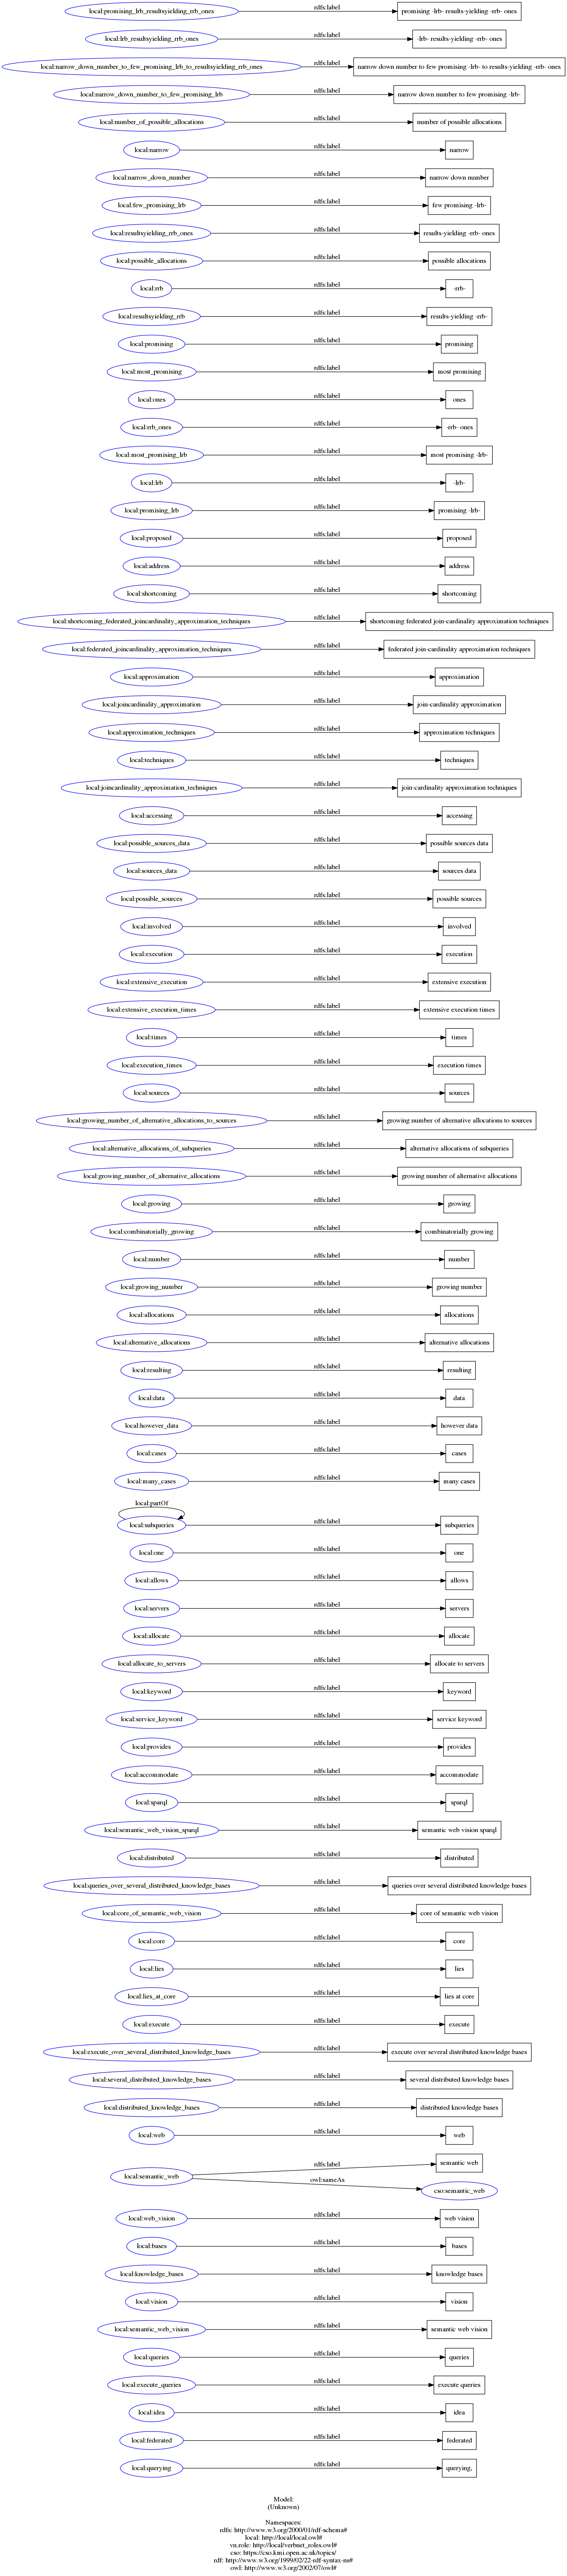 local:promising_lrb_resultsyielding_rrb_ones rdfs:label promising -lrb- results-yielding -rrb- ones
local:lrb_resultsyielding_rrb_ones rdfs:label -lrb- results-yielding -rrb- ones
local:narrow_down_number_to_few_promising_lrb_to_resultsyielding_rrb_ones rdfs:label narrow down number to few promising -lrb- to results-yielding -rrb- ones
local:narrow_down_number_to_few_promising_lrb rdfs:label narrow down number to few promising -lrb-
local:number_of_possible_allocations rdfs:label number of possible allocations
local:narrow rdfs:label narrow
local:narrow_down_number rdfs:label narrow down number
local:few_promising_lrb rdfs:label few promising -lrb-
local:resultsyielding_rrb_ones rdfs:label results-yielding -rrb- ones
local:possible_allocations rdfs:label possible allocations
local:rrb rdfs:label -rrb-
local:resultsyielding_rrb rdfs:label results-yielding -rrb-
local:promising rdfs:label promising
local:most_promising rdfs:label most promising
local:ones rdfs:label ones
local:rrb_ones rdfs:label -rrb- ones
local:most_promising_lrb rdfs:label most promising -lrb-
local:lrb rdfs:label -lrb-
local:promising_lrb rdfs:label promising -lrb-
local:proposed rdfs:label proposed
local:address rdfs:label address
local:shortcoming rdfs:label shortcoming
local:shortcoming_federated_joincardinality_approximation_techniques rdfs:label shortcoming federated join-cardinality approximation techniques
local:federated_joincardinality_approximation_techniques rdfs:label federated join-cardinality approximation techniques
local:approximation rdfs:label approximation
local:joincardinality_approximation rdfs:label join-cardinality approximation
local:approximation_techniques rdfs:label approximation techniques
local:techniques rdfs:label techniques
local:joincardinality_approximation_techniques rdfs:label join-cardinality approximation techniques
local:accessing rdfs:label accessing
local:possible_sources_data rdfs:label possible sources data
local:sources_data rdfs:label sources data
local:possible_sources rdfs:label possible sources
local:involved rdfs:label involved
local:execution rdfs:label execution
local:extensive_execution rdfs:label extensive execution
local:extensive_execution_times rdfs:label extensive execution times
local:times rdfs:label times
local:execution_times rdfs:label execution times
local:sources rdfs:label sources
local:growing_number_of_alternative_allocations_to_sources rdfs:label growing number of alternative allocations to sources
local:alternative_allocations_of_subqueries rdfs:label alternative allocations of subqueries
local:growing_number_of_alternative_allocations rdfs:label growing number of alternative allocations
local:growing rdfs:label growing
local:combinatorially_growing rdfs:label combinatorially growing
local:number rdfs:label number
local:growing_number rdfs:label growing number
local:allocations rdfs:label allocations
local:alternative_allocations rdfs:label alternative allocations
local:resulting rdfs:label resulting
local:data rdfs:label data
local:however_data rdfs:label however data
local:cases rdfs:label cases
local:many_cases rdfs:label many cases
local:partOf
local:subqueries rdfs:label subqueries
local:one rdfs:label one
local:allows rdfs:label allows
local:servers rdfs:label servers
local:allocate rdfs:label allocate
local:allocate_to_servers rdfs:label allocate to servers
local:keyword rdfs:label keyword
local:service_keyword rdfs:label service keyword
local:provides rdfs:label provides
local:accommodate rdfs:label accommodate
local:sparql rdfs:label sparql
local:semantic_web_vision_sparql rdfs:label semantic web vision sparql
local:distributed rdfs:label distributed
local:queries_over_several_distributed_knowledge_bases rdfs:label queries over several distributed knowledge bases
local:core_of_semantic_web_vision rdfs:label core of semantic web vision
local:core rdfs:label core
local:lies rdfs:label lies
local:lies_at_core rdfs:label lies at core
local:execute rdfs:label execute
local:execute_over_several_distributed_knowledge_bases rdfs:label execute over several distributed knowledge bases
local:several_distributed_knowledge_bases rdfs:label several distributed knowledge bases
local:distributed_knowledge_bases rdfs:label distributed knowledge bases
local:web rdfs:label web
rdfs:label semantic web
local:semantic_web owl:sameAs cso:semantic_web
local:web_vision rdfs:label web vision
local:bases rdfs:label bases
local:knowledge_bases rdfs:label knowledge bases
local:vision rdfs:label vision
local:semantic_web_vision rdfs:label semantic web vision
local:queries rdfs:label queries
local:execute_queries rdfs:label execute queries
local:idea rdfs:label idea
local:federated rdfs:label federated
local:querying rdfs:label querying,
Model:
(Unknown)
Namespaces:
rdfs: http://www.w3.org/2000/01/rdf-schema#
local: http://local/local.owl#
vn.role: http://local/verbnet_roles.owl#
cso: https://cso.kmi.open.ac.uk/topics/
rdf: http://www.w3.org/1999/02/22-rdf-syntax-ns#
owl: http://www.w3.org/2002/07/owl#